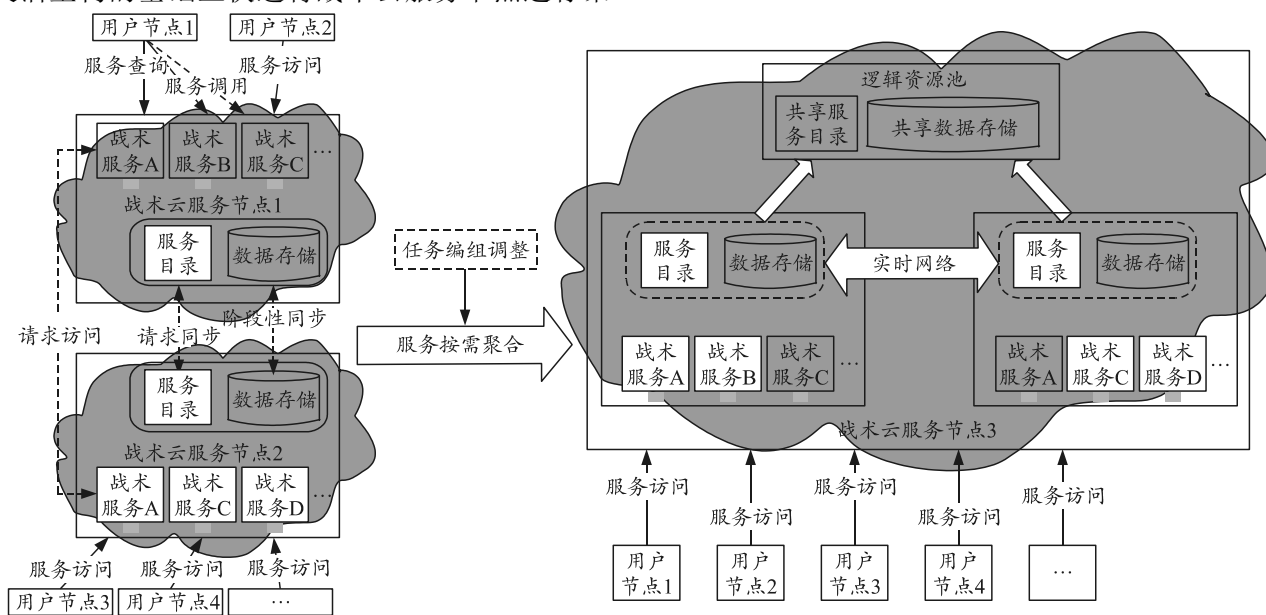 用户节点1
用户节点2
服务查询
服务调用
服务访问
战术
服务A
战术
服务B
战术
服务C
…
战术云服务节点1
服务
目录
数据存储
请求访问
请求同步
阶段性同步
服务
目录
数据存储
战术云服务节点2
战术
服务A
战术
服务C
战术
服务D
…
服务访问
服务访问
服务访问
用户节点3
用户节点4
…
任务编组调整
服务按需聚合
逻辑资源池
共享服
务目录
共享数据存储
服务
目录
数据存储
实时网络
服务
目录
数据存储
战术
服务A
战术
服务B
战术
服务C
…
战术
服务A
战术
服务C
战术
服务D
…
战术云服务节点3
服务访问
服务访问
服务访问
服务访问
服务访问
用户
节点1
用户
节点2
用户
节点3
用户
节点4
…